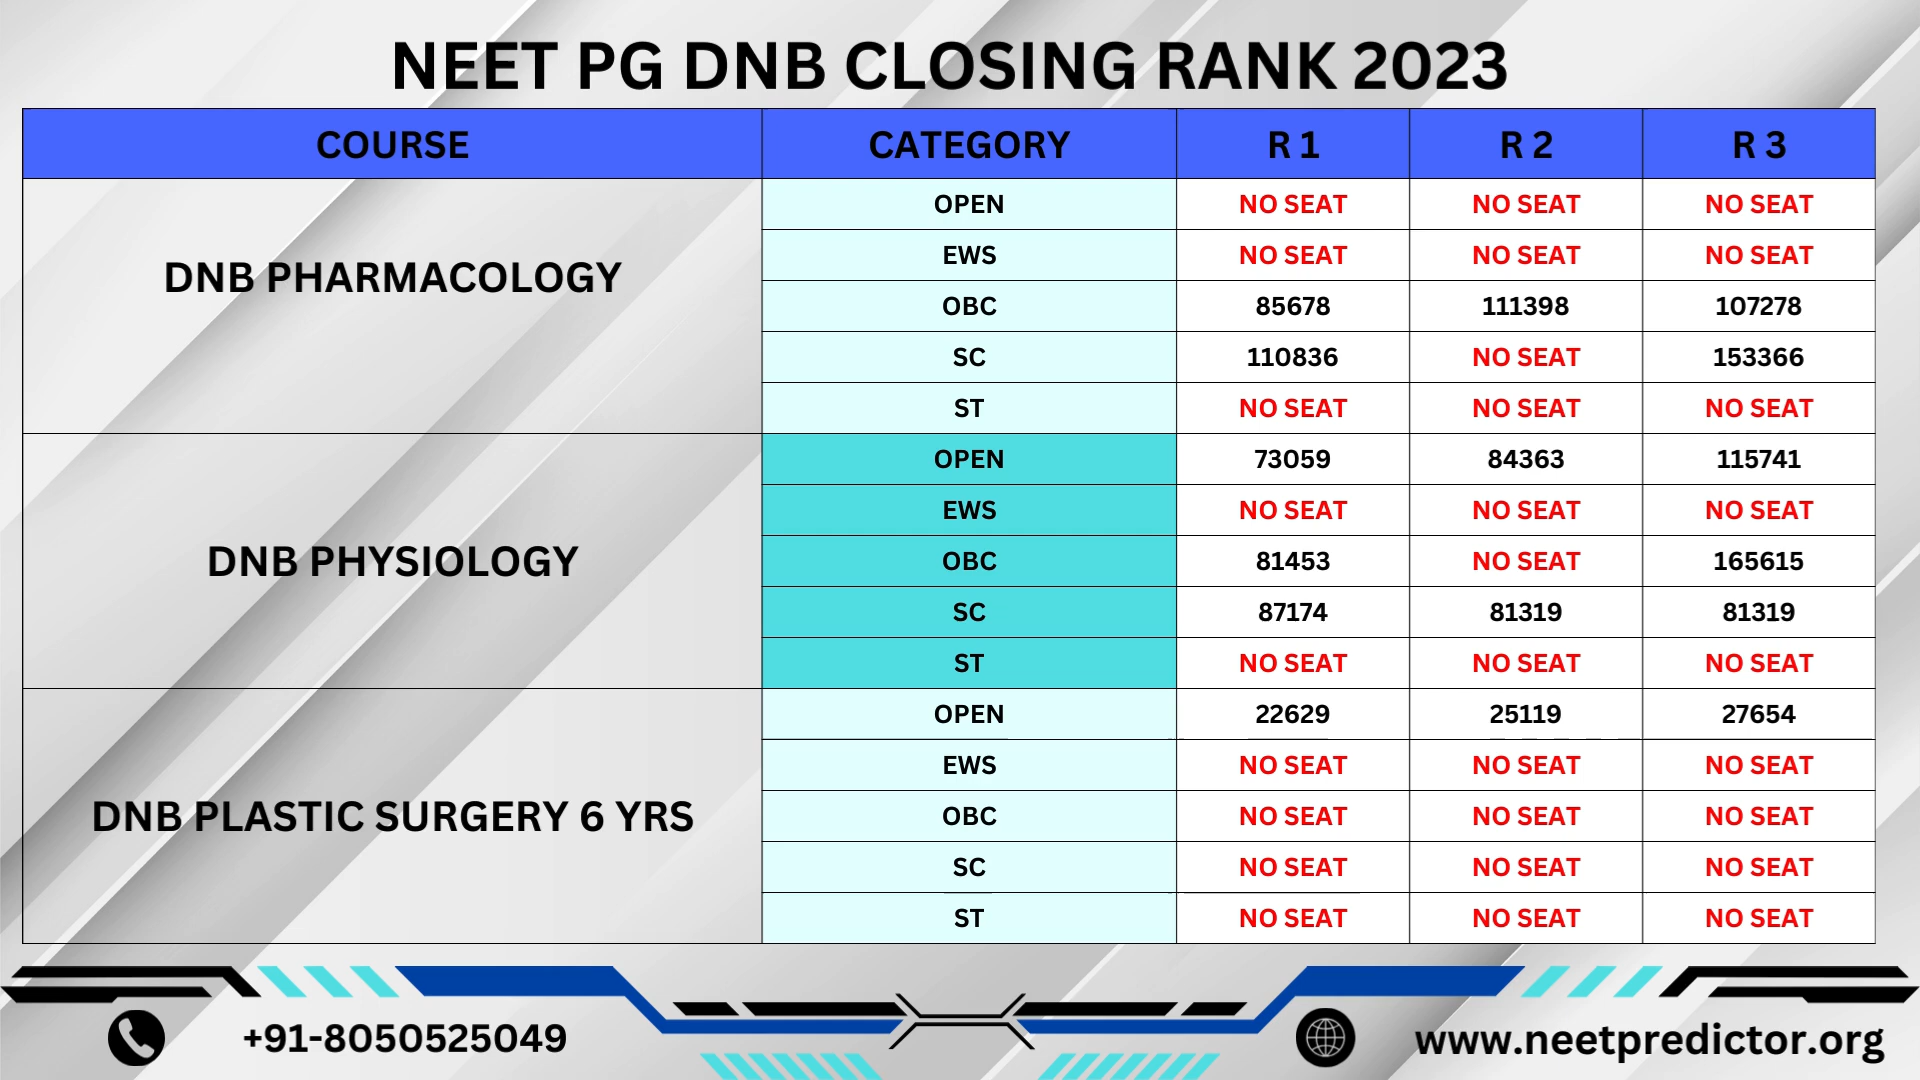 NEET PG DNB CLOSING RANK 2023
COURSE CATEGORY R 1 R 2 R 3
DNB PHARMACOLOGY
OPEN NO SEAT NO SEAT NO SEAT
EWS NO SEAT NO SEAT NO SEAT
OBC 85678 111398 107278
SC 110836 NO SEAT 153366
ST NO SEAT NO SEAT NO SEAT
DNB PHYSIOLOGY
OPEN 73059 84363 115741
EWS NO SEAT NO SEAT NO SEAT
OBC 81453 NO SEAT 165615
SC 87174 81319 81319
ST NO SEAT NO SEAT NO SEAT
DNB PLASTIC SURGERY 6 YRS
OPEN 22629 25119 27654
EWS NO SEAT NO SEAT NO SEAT
OBC NO SEAT NO SEAT NO SEAT
SC NO SEAT NO SEAT NO SEAT
ST NO SEAT NO SEAT NO SEAT
+91-8050525049
www.neetpredictor.org